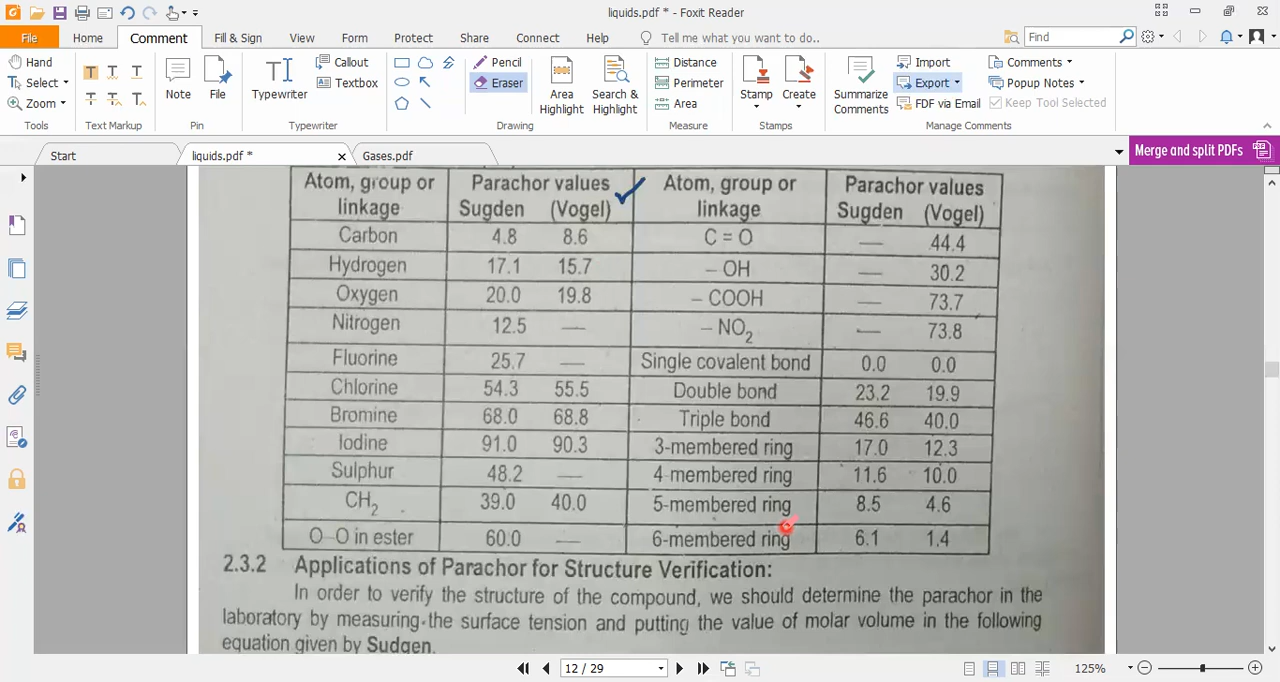 liquids.pdf * - Foxit Reader
File Home Comment Fill & Sign View Form Protect Share Connect Help Tell me what you want to do.. Find
Hand Callout Pencil Distance Import Comments
Select Textbox Eraser Perimeter Export Popup Notes
Zoom Note File Typewriter Area Highlight Search & Highlight Area Stamp Create Summarize Comments FDF via Email Keep Tool Selected
Tools Text Markup Pin Typewriter Drawing Measure Stamps Manage Comments
Start liquids.pdf * Gases.pdf Merge and split PDFs
Atom, group or Parachor values Atom, group or Parachor values
linkage Sugden (Vogel) linkage Sugden (Vogel)
Carbon 4.8 8.6 C = O — 44.4
Hydrogen 17.1 15.7 – OH — 30.2
Oxygen 20.0 19.8 – COOH — 73.7
Nitrogen 12.5 — – NO2 — 73.8
Fluorine 25.7 — Single covalent bond 0.0 0.0
Chlorine 54.3 55.5 Double bond 23.2 19.9
Bromine 68.0 68.8 Triple bond 46.6 40.0
Iodine 91.0 90.3 3-membered ring 17.0 12.3
Sulphur 48.2 — 4-membered ring 11.6 10.0
CH2 39.0 40.0 5-membered ring 8.5 4.6
O–O in ester 60.0 — 6-membered ring 6.1 1.4
2.3.2 Applications of Parachor for Structure Verification:
In order to verify the structure of the compound, we should determine the parachor in the
laboratory by measuring the surface tension and putting the value of molar volume in the following
equation given by Sudgen.
12 / 29 125%